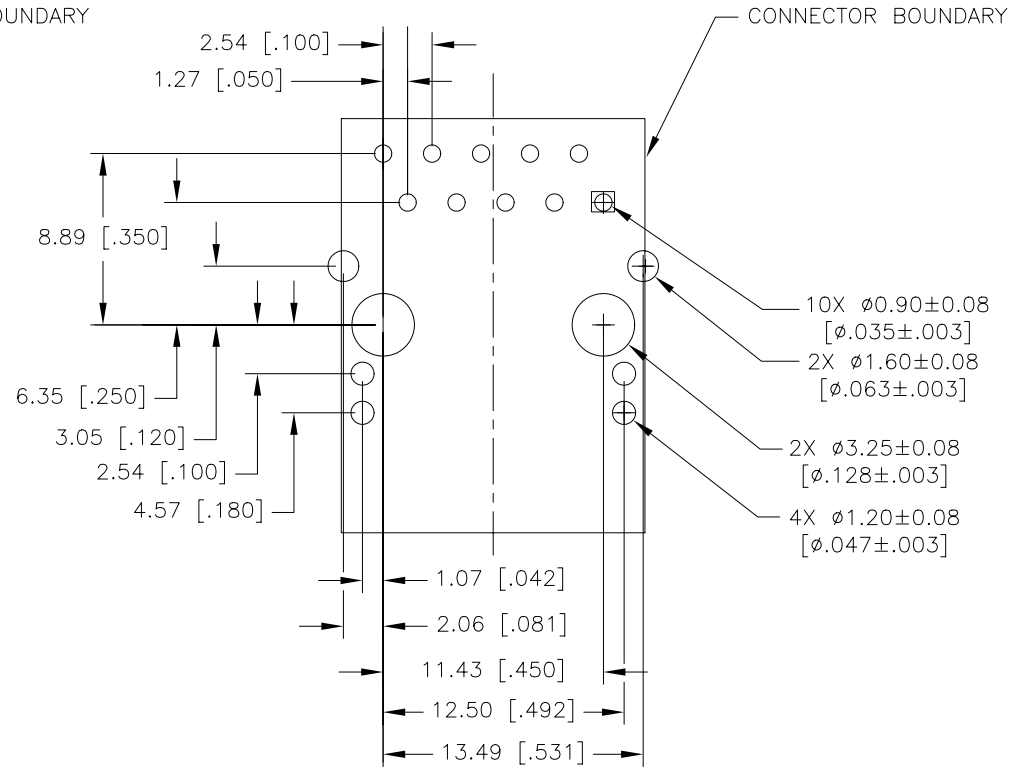 OUNDARY
CONNECTOR BOUNDARY
2.54 [.100]
1.27 [.050]
8.89 [.350]
10X ø0.90±0.08
[ø.035±.003]
2X ø1.60±0.08
[ø.063±.003]
6.35 [.250]
3.05 [.120]
2.54 [.100]
4.57 [.180]
2X ø3.25±0.08
[ø.128±.003]
4X ø1.20±0.08
[ø.047±.003]
1.07 [.042]
2.06 [.081]
11.43 [.450]
12.50 [.492]
13.49 [.531]